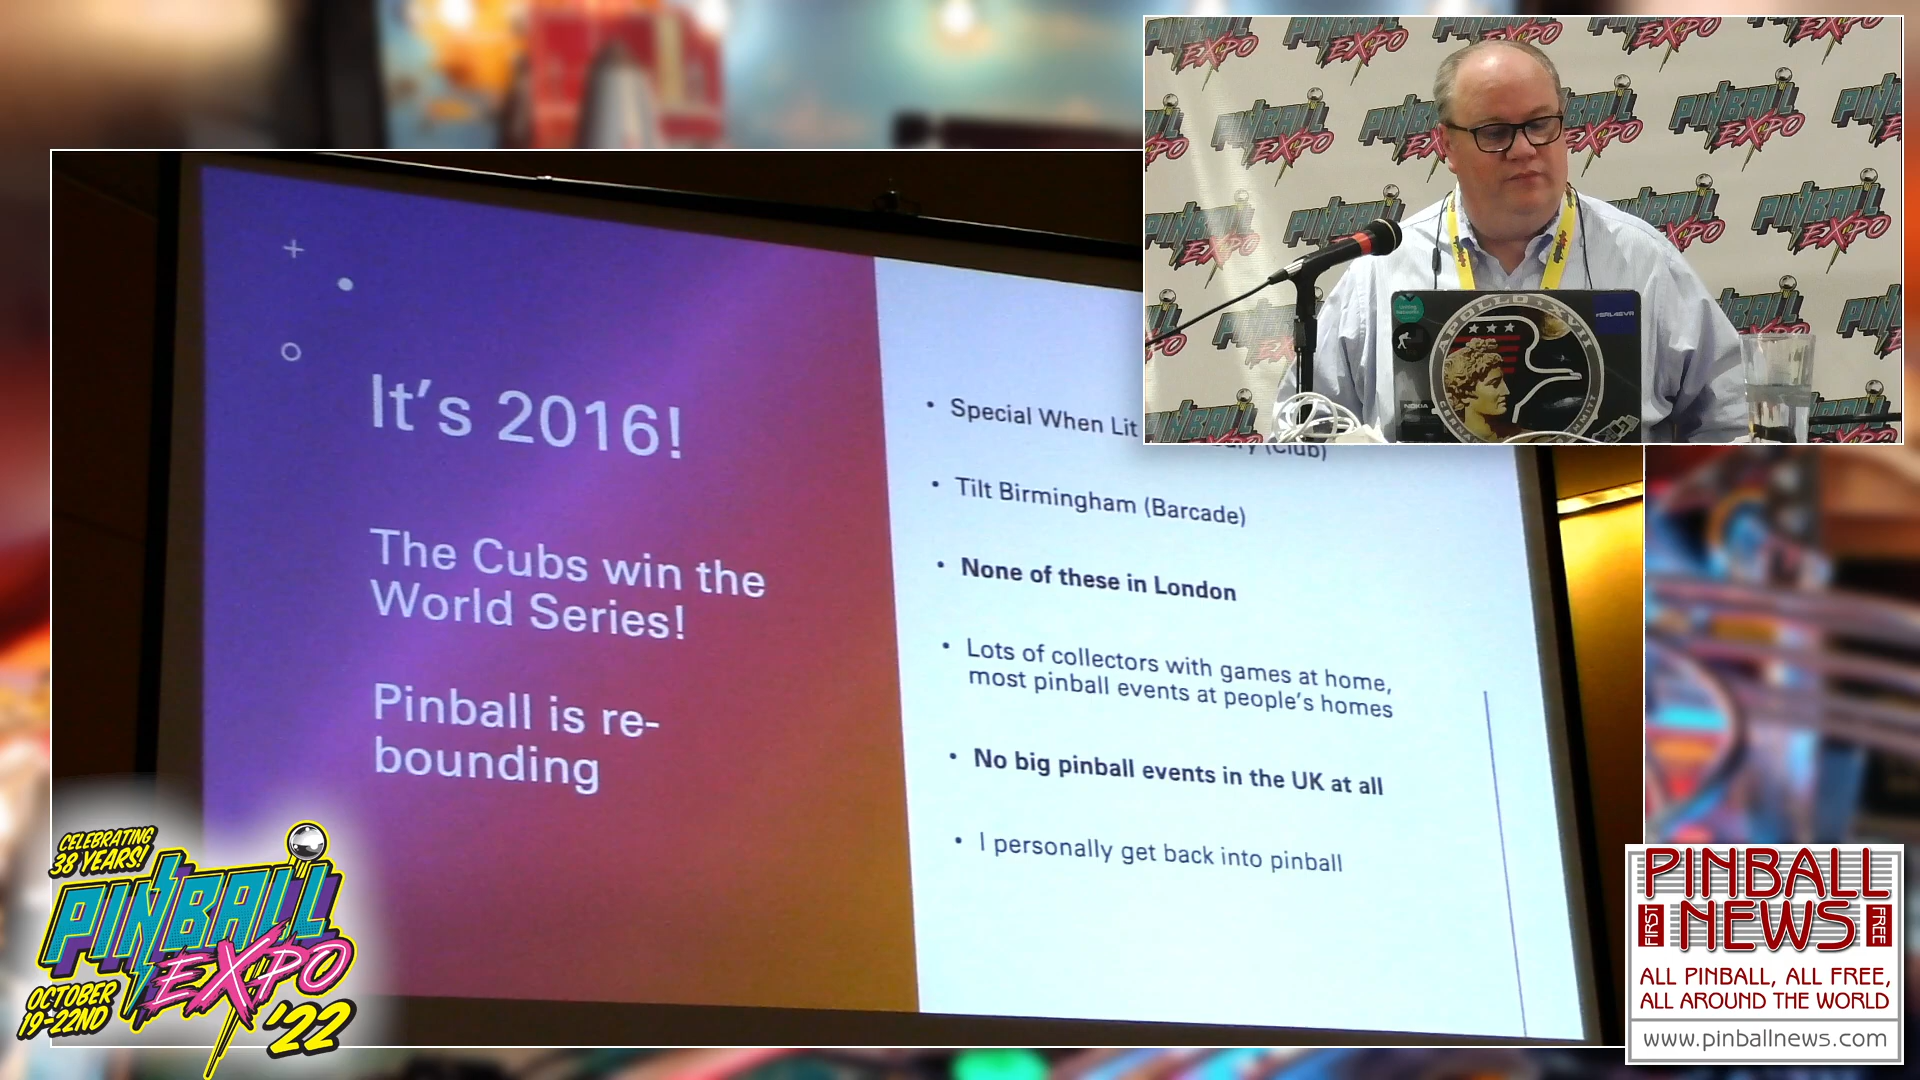 It's 2016!
The Cubs win the
World Series!
Pinball is re-
bounding
• Special When Lit
(Club)
• Tilt Birmingham (Barcade)
• None of these in London
• Lots of collectors with games at home,
most pinball events at people's homes
• No big pinball events in the UK at all
• I personally get back into pinball
PINBALL
EXPO
APOLLO XVII
CERNAN
#SRL4EVR
NOKIA
CELEBRATING
38 YEARS!
PINBALL
EXPO
OCTOBER
19-22ND
'22
PINBALL
FIRST NEWS FREE
ALL PINBALL, ALL FREE,
ALL AROUND THE WORLD
www.pinballnews.com